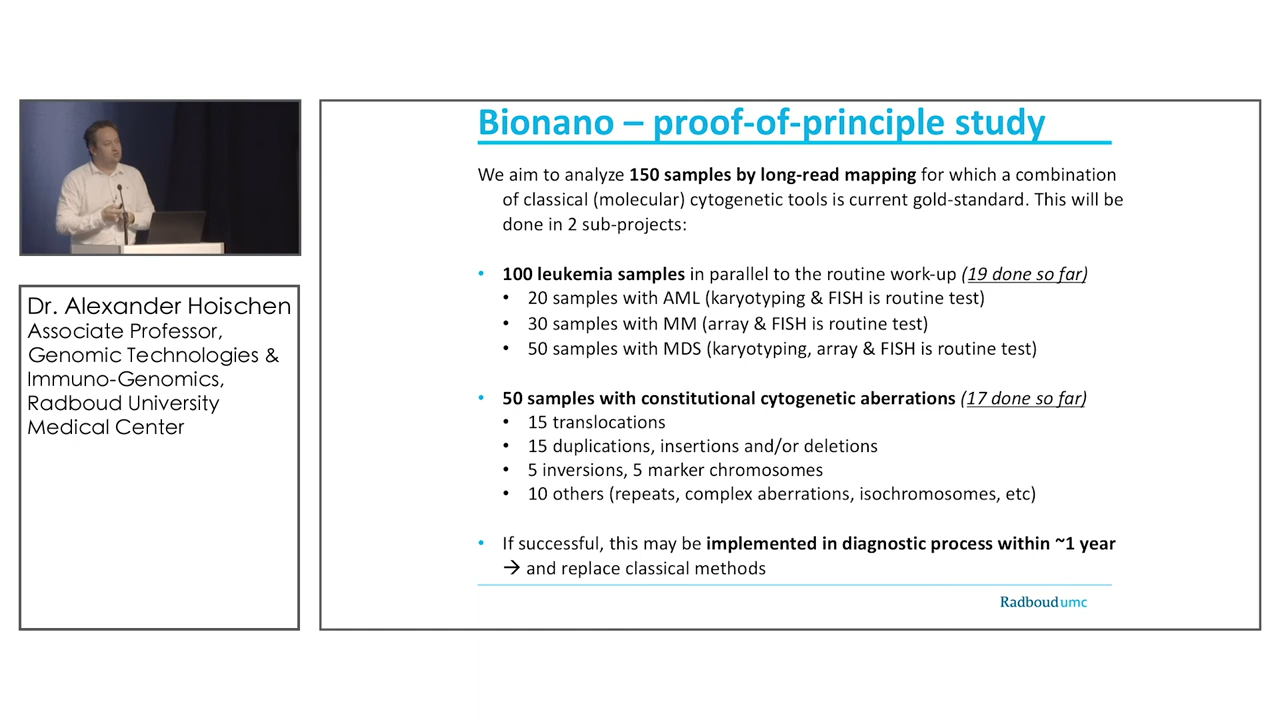 Bionano – proof-of-principle study
We aim to analyze 150 samples by long-read mapping for which a combination
of classical (molecular) cytogenetic tools is current gold-standard. This will be
done in 2 sub-projects:
• 100 leukemia samples in parallel to the routine work-up (19 done so far)
• 20 samples with AML (karyotyping & FISH is routine test)
• 30 samples with MM (array & FISH is routine test)
• 50 samples with MDS (karyotyping, array & FISH is routine test)
• 50 samples with constitutional cytogenetic aberrations (17 done so far)
• 15 translocations
• 15 duplications, insertions and/or deletions
• 5 inversions, 5 marker chromosomes
• 10 others (repeats, complex aberrations, isochromosomes, etc)
• If successful, this may be implemented in diagnostic process within ~1 year
→ and replace classical methods
Radboudumc
Dr. Alexander Hoischen
Associate Professor,
Genomic Technologies &
Immuno-Genomics,
Radboud University
Medical Center